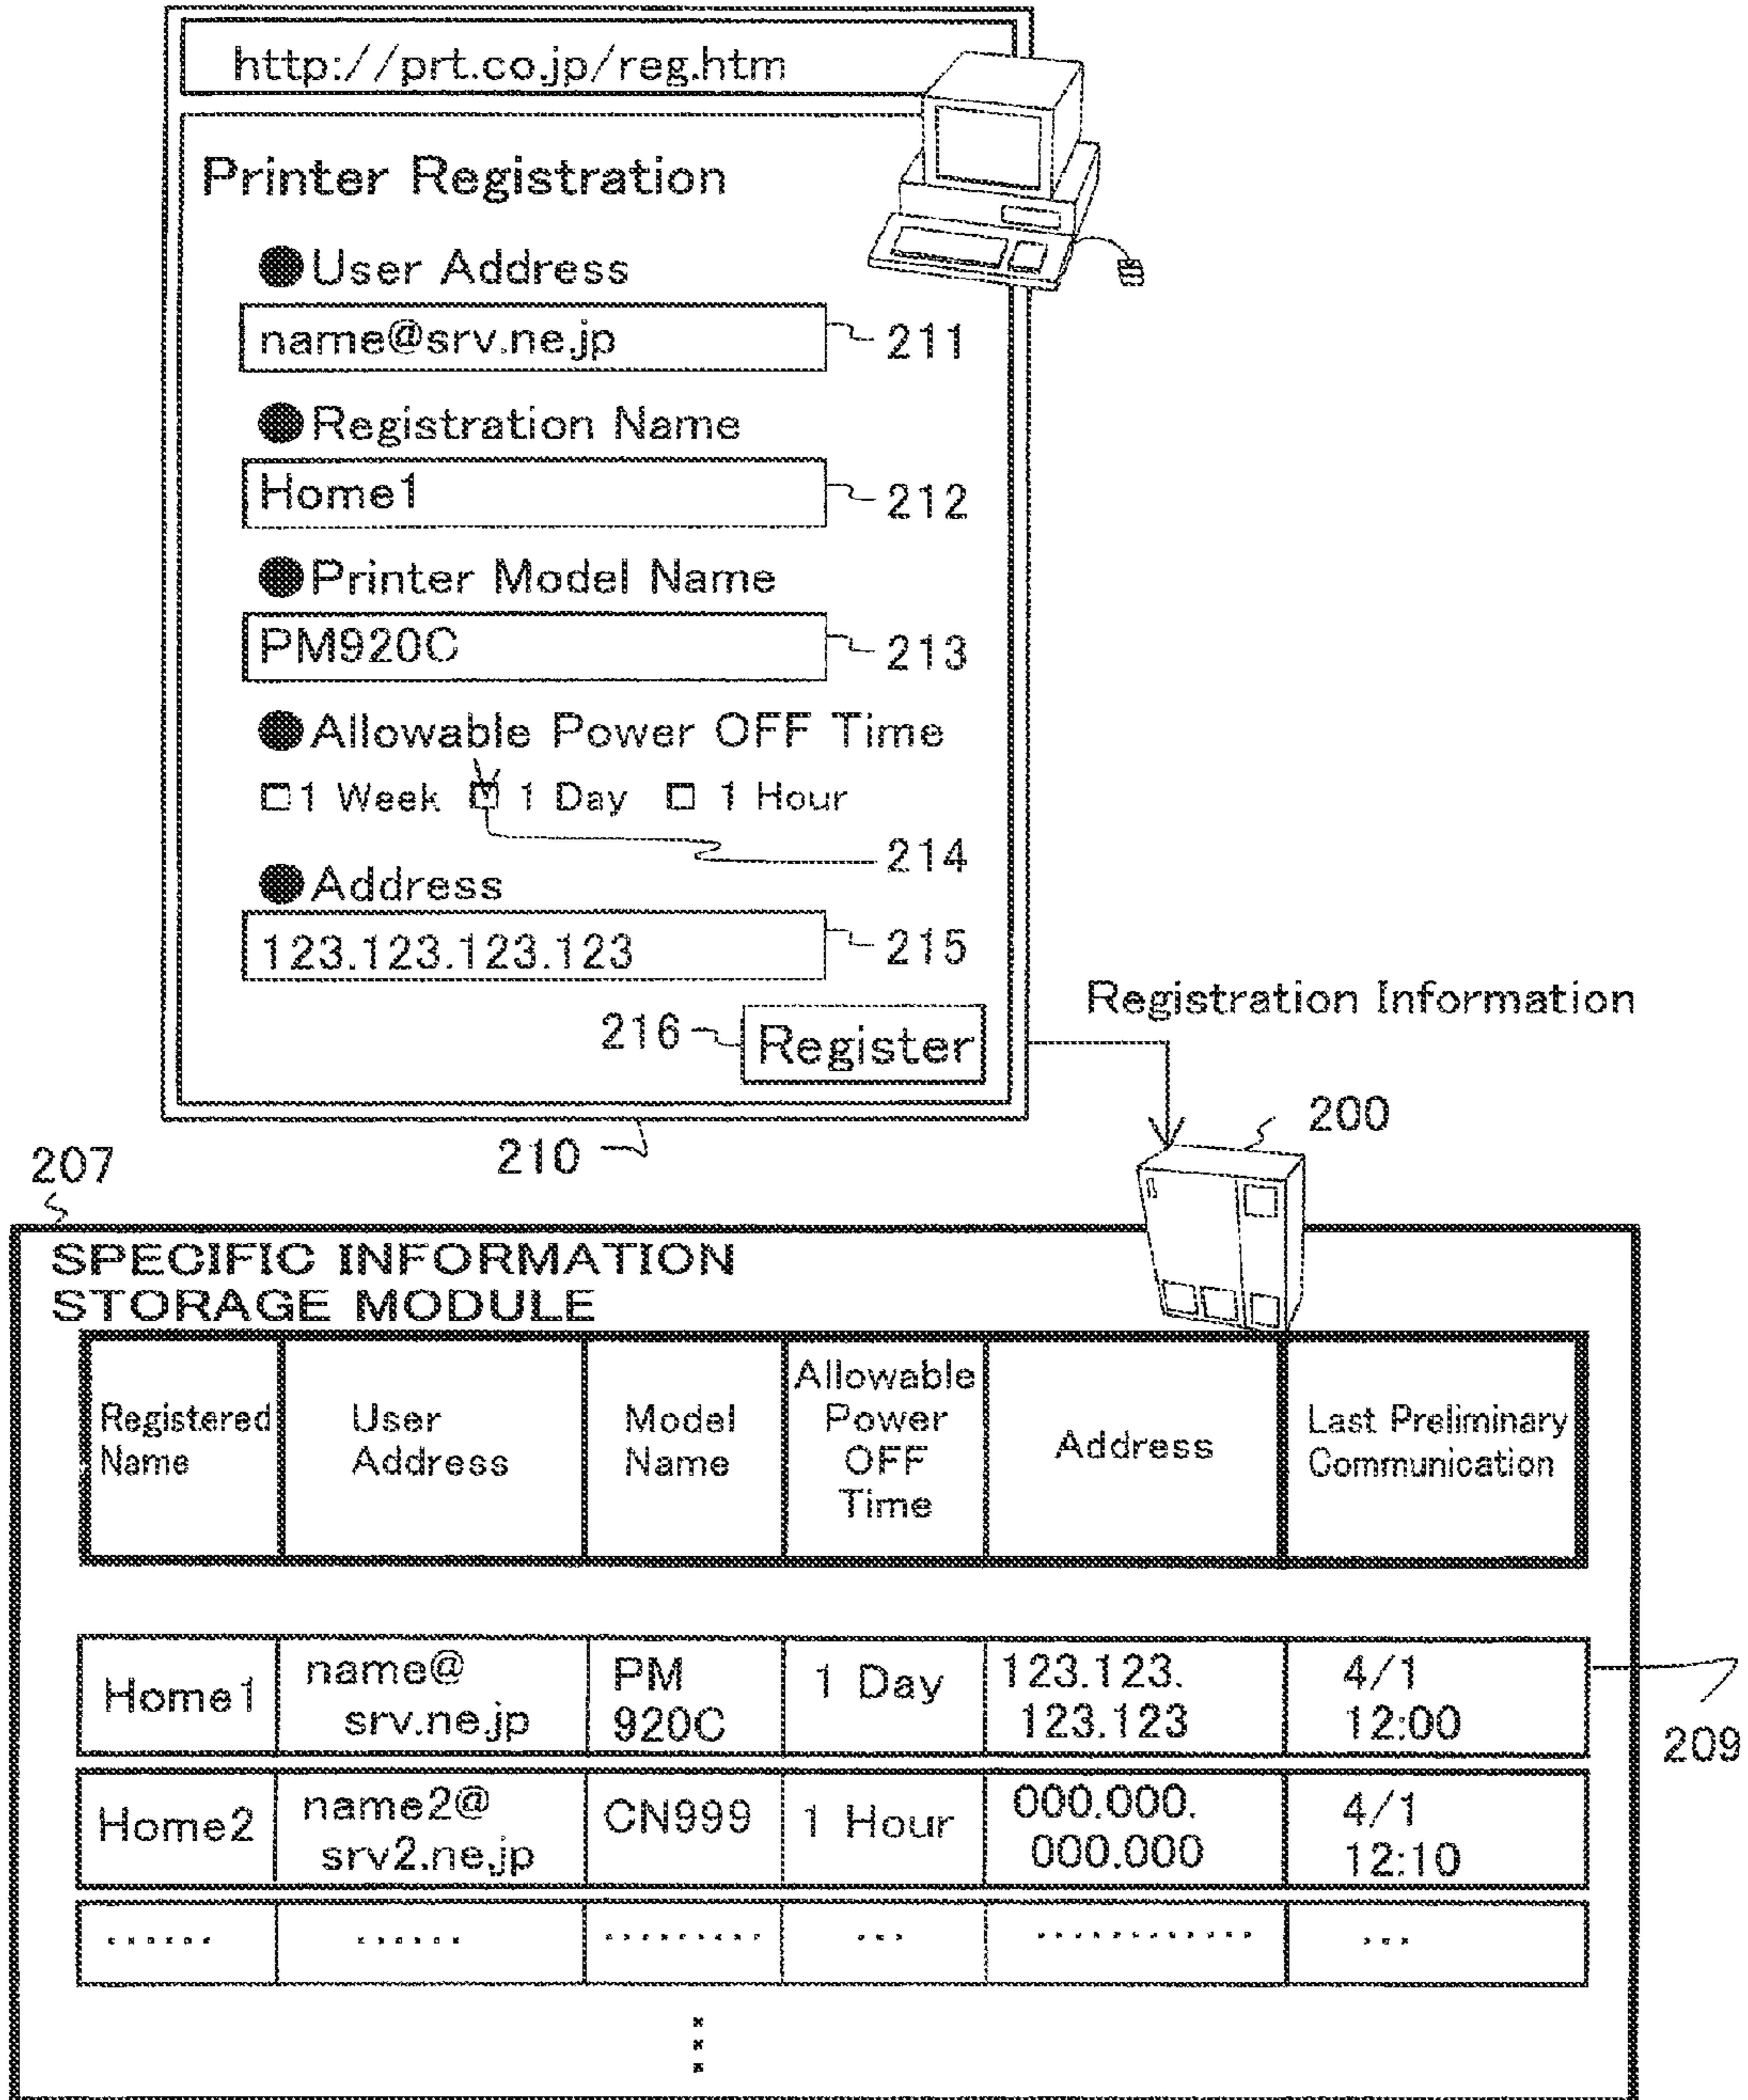 http://prt.co.jp/reg.htm
Printer Registration
●User Address
name@srv.ne.jp
211
●Registration Name
Home1
212
●Printer Model Name
PM920C
213
●Allowable Power OFF Time
□1 Week □ 1 Day □ 1 Hour
214
●Address
123.123.123.123
215
216
Register
Registration Information
210
200
207
SPECIFIC INFORMATION
STORAGE MODULE
Registered
Name
User
Address
Model
Name
Allowable
Power
OFF
Time
Address
Last Preliminary
Communication
Home1
name@
srv.ne.jp
PM
920C
1 Day
123.123.
123.123
4/1
12:00
209
Home2
name2@
srv2.ne.jp
CN999
1 Hour
000.000.
000.000
4/1
12:10